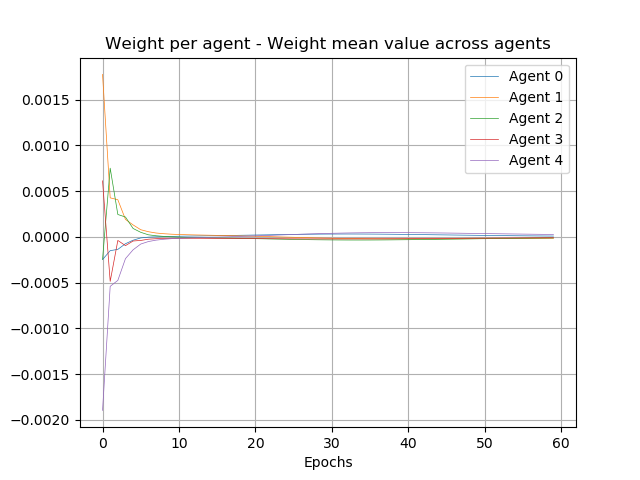 Weight per agent - Weight mean value across agents
Agent 0
Agent 1
Agent 2
Agent 3
Agent 4
0.0015
0.0010
0.0005
0.0000
−0.0005
−0.0010
−0.0015
−0.0020
0 10 20 30 40 50 60
Epochs